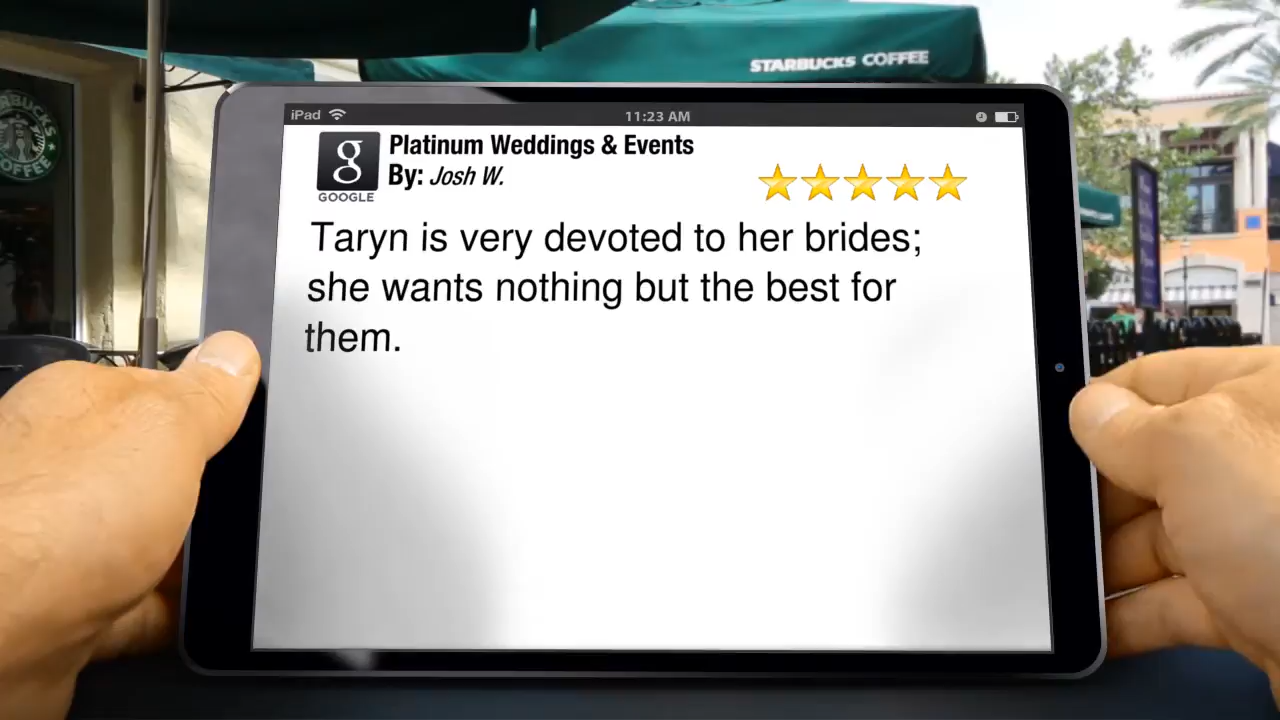 STARBUCKS COFFEE
iPad
11:23 AM
g
GOOGLE
Platinum Weddings & Events
By: Josh W.
Taryn is very devoted to her brides;
she wants nothing but the best for
them.